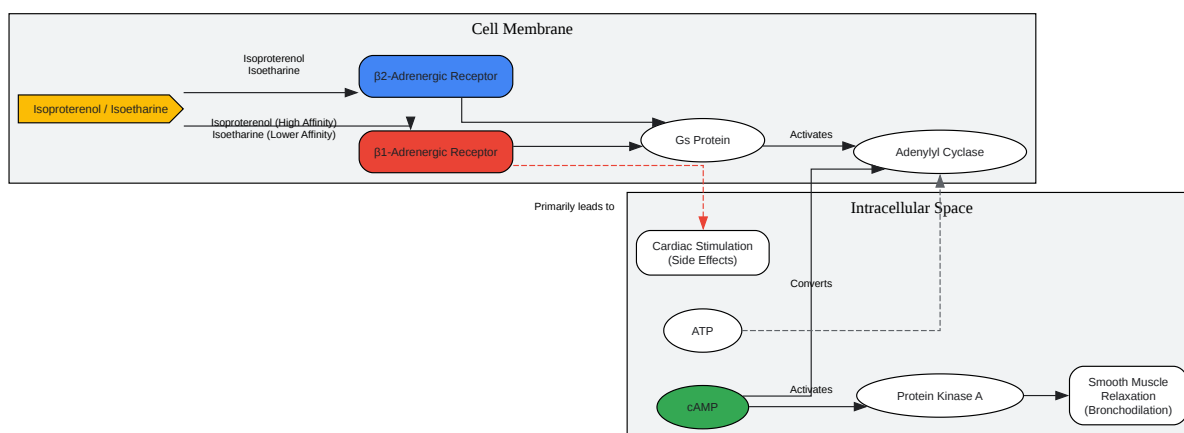 Cell Membrane
Isoproterenol
Isoetharine
β2-Adrenergic Receptor
Isoproterenol / Isoetharine
Isoproterenol (High Affinity)
Isoetharine (Lower Affinity)
β1-Adrenergic Receptor
Gs Protein
Activates
Adenylyl Cyclase
Primarily leads to
Intracellular Space
Cardiac Stimulation
(Side Effects)
Converts
ATP
cAMP
Activates
Protein Kinase A
Smooth Muscle
Relaxation
(Bronchodilation)